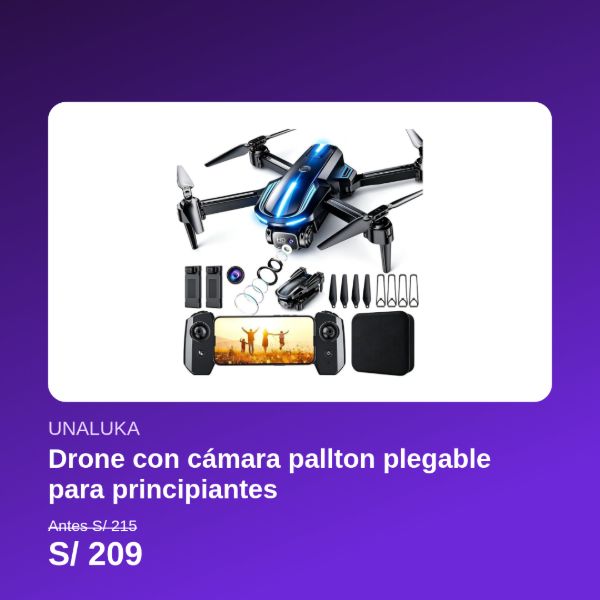 UNALUKA
Drone con cámara pallton plegable
para principiantes
Antes S/ 215
S/ 209